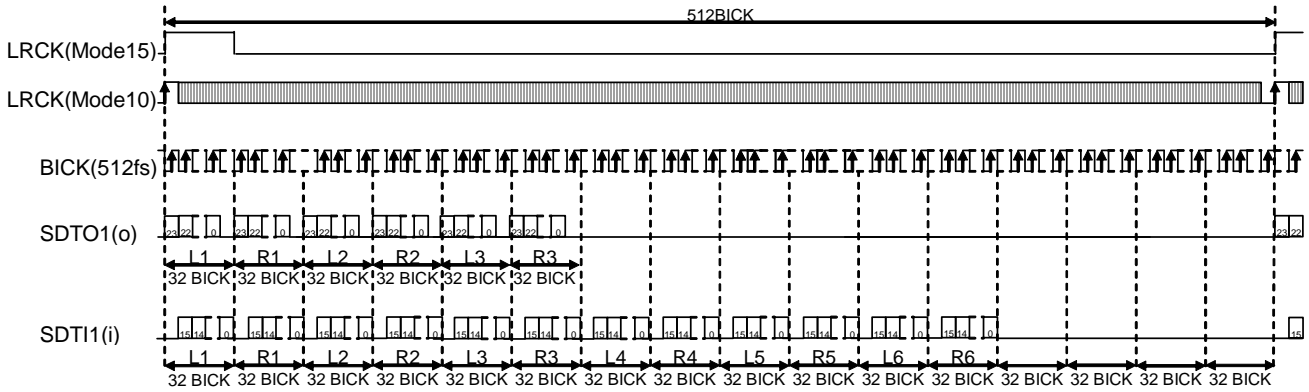 512BICK
LRCK(Mode15)
LRCK(Mode10)
BICK(512fs)
SDTO1(o)
23 22 0 23 22 0 23 22 0 23 22 0 23 22 0 23 22 0 23 22
L1 R1 L2 R2 L3 R3
32 BICK 32 BICK 32 BICK 32 BICK 32 BICK 32 BICK
SDTI1(i)
15 14 0 15 14 0 15 14 0 15 14 0 15 14 0 15 14 0 15 14 0 15 14 0 15 14 0 15 14 0 15 14 0 15 14 0 15
L1 R1 L2 R2 L3 R3 L4 R4 L5 R5 L6 R6
32 BICK 32 BICK 32 BICK 32 BICK 32 BICK 32 BICK 32 BICK 32 BICK 32 BICK 32 BICK 32 BICK 32 BICK 32 BICK 32 BICK 32 BICK 32 BICK